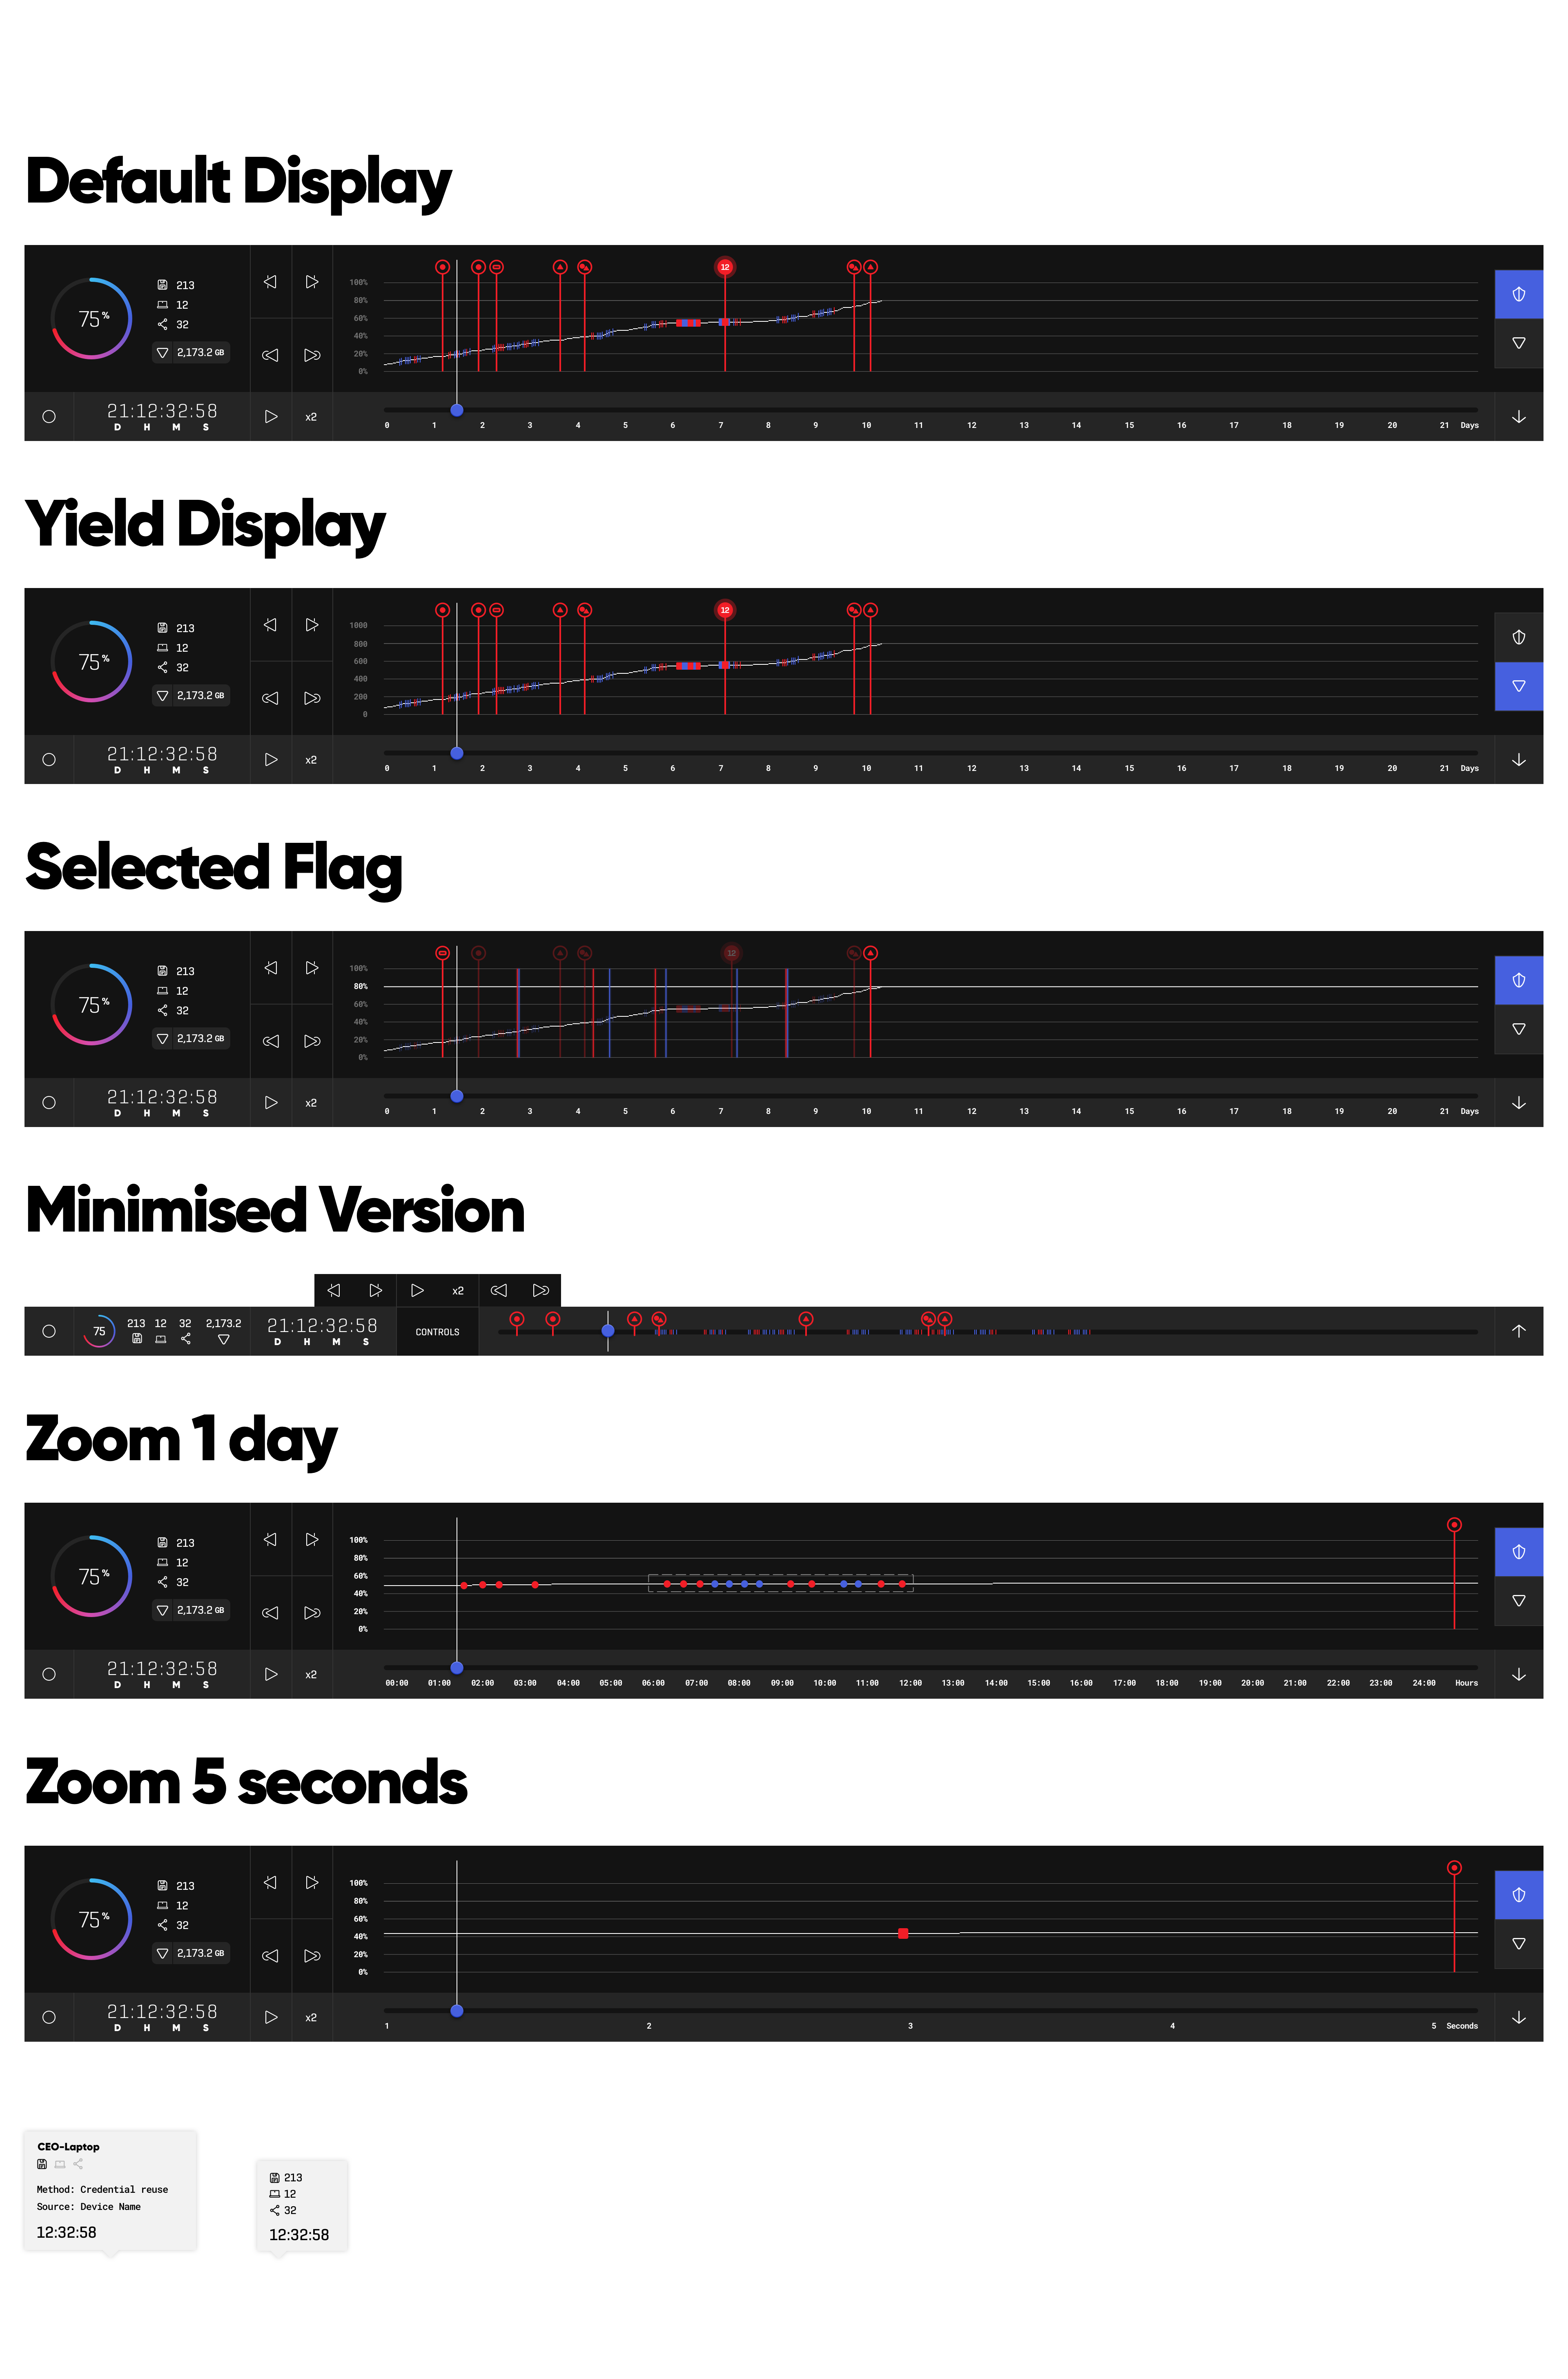 Default Display
12
100%
80%
60%
40%
20%
0%
75%
213
12
32
2,173.2 GB
21:12:32:58
D H M S
x2
0 1 2 3 4 5 6 7 8 9 10 11 12 13 14 15 16 17 18 19 20 21 Days
Yield Display
12
1000
800
600
400
200
0
75%
213
12
32
2,173.2 GB
21:12:32:58
D H M S
x2
0 1 2 3 4 5 6 7 8 9 10 11 12 13 14 15 16 17 18 19 20 21 Days
Selected Flag
12
100%
80%
60%
40%
20%
0%
75%
213
12
32
2,173.2 GB
21:12:32:58
D H M S
x2
0 1 2 3 4 5 6 7 8 9 10 11 12 13 14 15 16 17 18 19 20 21 Days
Minimised Version
x2
75
213 12 32 2,173.2
21:12:32:58
D H M S
CONTROLS
Zoom 1 day
100%
80%
60%
40%
20%
0%
75%
213
12
32
2,173.2 GB
21:12:32:58
D H M S
x2
00:00 01:00 02:00 03:00 04:00 05:00 06:00 07:00 08:00 09:00 10:00 11:00 12:00 13:00 14:00 15:00 16:00 17:00 18:00 19:00 20:00 21:00 22:00 23:00 24:00 Hours
Zoom 5 seconds
100%
80%
60%
40%
20%
0%
75%
213
12
32
2,173.2 GB
21:12:32:58
D H M S
x2
1 2 3 4 5 Seconds
CEO-Laptop
Method: Credential reuse
Source: Device Name
12:32:58
213
12
32
12:32:58